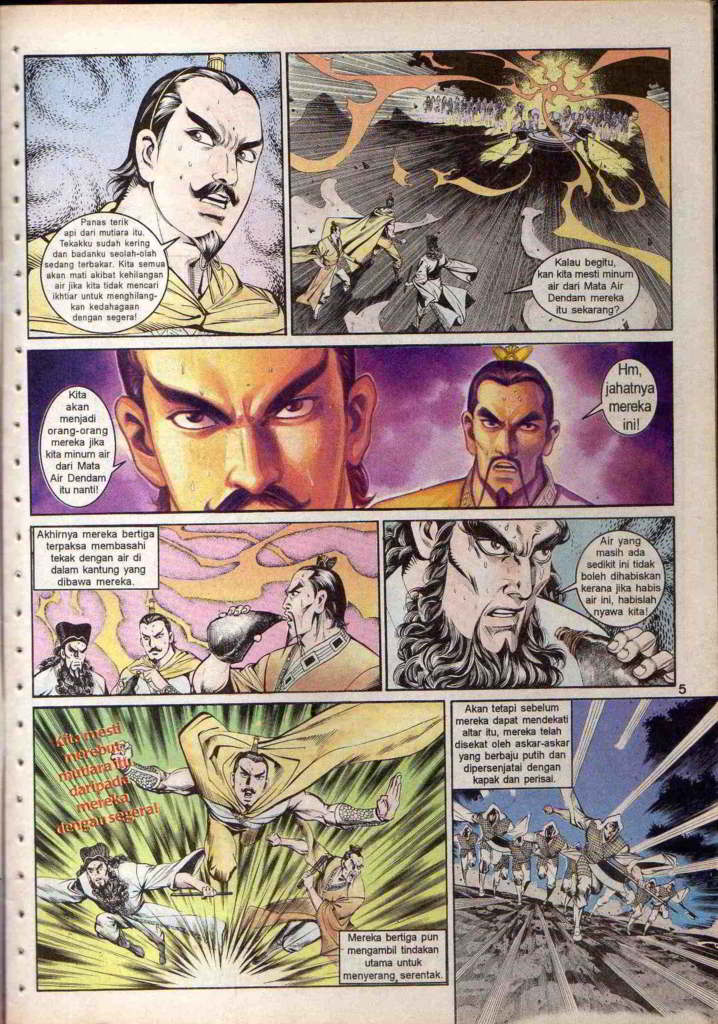 Panas terik
api dari mutiara itu.
Tekakku sudah kering
dan badanku seolah-olah
sedang terbakar. Kita semua
akan mati akibat kehilangan
air jika kita tidak mencari
ikhtiar untuk menghilang-
kan kedahagaan
dengan segera!
Kalau begitu,
kan kita mesti minum
air dari Mata Air
Dendam mereka
itu sekarang?
Kita
akan
menjadi
orang-orang
mereka jika
kita minum air
dari Mata
Air Dendam
itu nanti!
Hm,
jahatnya
mereka
ini!
Akhirnya mereka bertiga
terpaksa membasahi
tekak dengan air di
dalam kantung yang
dibawa mereka.
Air yang
masih ada
sedikit ini tidak
boleh dihabiskan
kerana jika habis
air ini, habislah
nyawa kita!
5
Kita mesti
merebut
mutiara itu
daripada
mereka
dengan segera!
Mereka bertiga pun
mengambil tindakan
utama untuk
menyerang serentak.
Akan tetapi sebelum
mereka dapat mendekati
altar itu, mereka telah
disekat oleh askar-askar
yang berbaju putih dan
dipersenjatai dengan
kapak dan perisai.